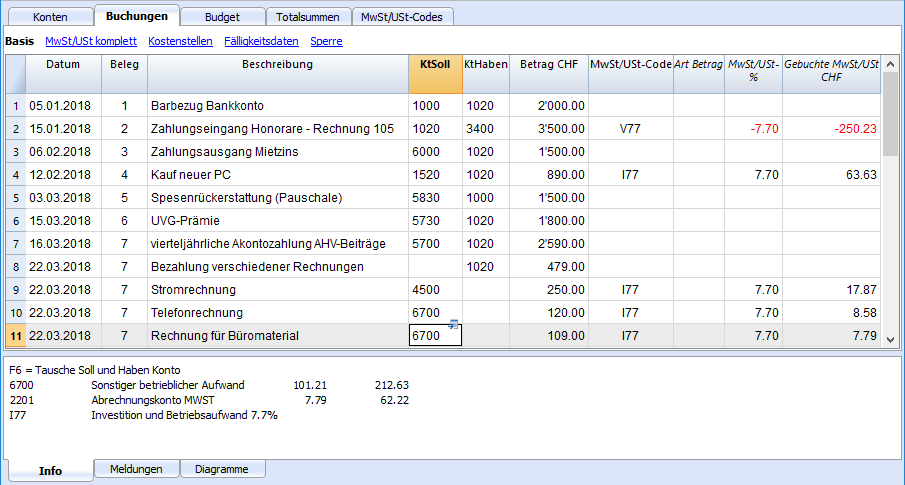 Konten Buchungen Budget Totalsummen MwSt/USt-Codes
Basis MwSt/USt komplett Kostenstellen Fälligkeitsdaten Sperre
Datum Beleg Beschreibung KtSoll KtHaben Betrag CHF MwSt/USt-Code Art Betrag MwSt/USt-% Gebuchte MwSt/USt CHF
1 05.01.2018 1 Barbezug Bankkonto 1000 1020 2'000.00
2 15.01.2018 2 Zahlungseingang Honorare - Rechnung 105 1020 3400 3'500.00 V77 -7.70 -250.23
3 06.02.2018 3 Zahlungsausgang Mietzins 6000 1020 1'500.00
4 12.02.2018 4 Kauf neuer PC 1520 1020 890.00 I77 7.70 63.63
5 03.03.2018 5 Spesenrückerstattung (Pauschale) 5830 1000 1'500.00
6 15.03.2018 6 UVG-Prämie 5730 1020 1'800.00
7 16.03.2018 7 vierteljährliche Akontozahlung AHV-Beiträge 5700 1020 2'590.00
8 22.03.2018 7 Bezahlung verschiedener Rechnungen 1020 479.00
9 22.03.2018 7 Stromrechnung 4500 250.00 I77 7.70 17.87
10 22.03.2018 7 Telefonrechnung 6700 120.00 I77 7.70 8.58
11 22.03.2018 7 Rechnung für Büromaterial 6700 109.00 I77 7.70 7.79
F6 = Tausche Soll und Haben Konto
6700 Sonstiger betrieblicher Aufwand 101.21 212.63
2201 Abrechnungskonto MWST 7.79 62.22
I77 Investition und Betriebsaufwand 7.7%
Info Meldungen Diagramme